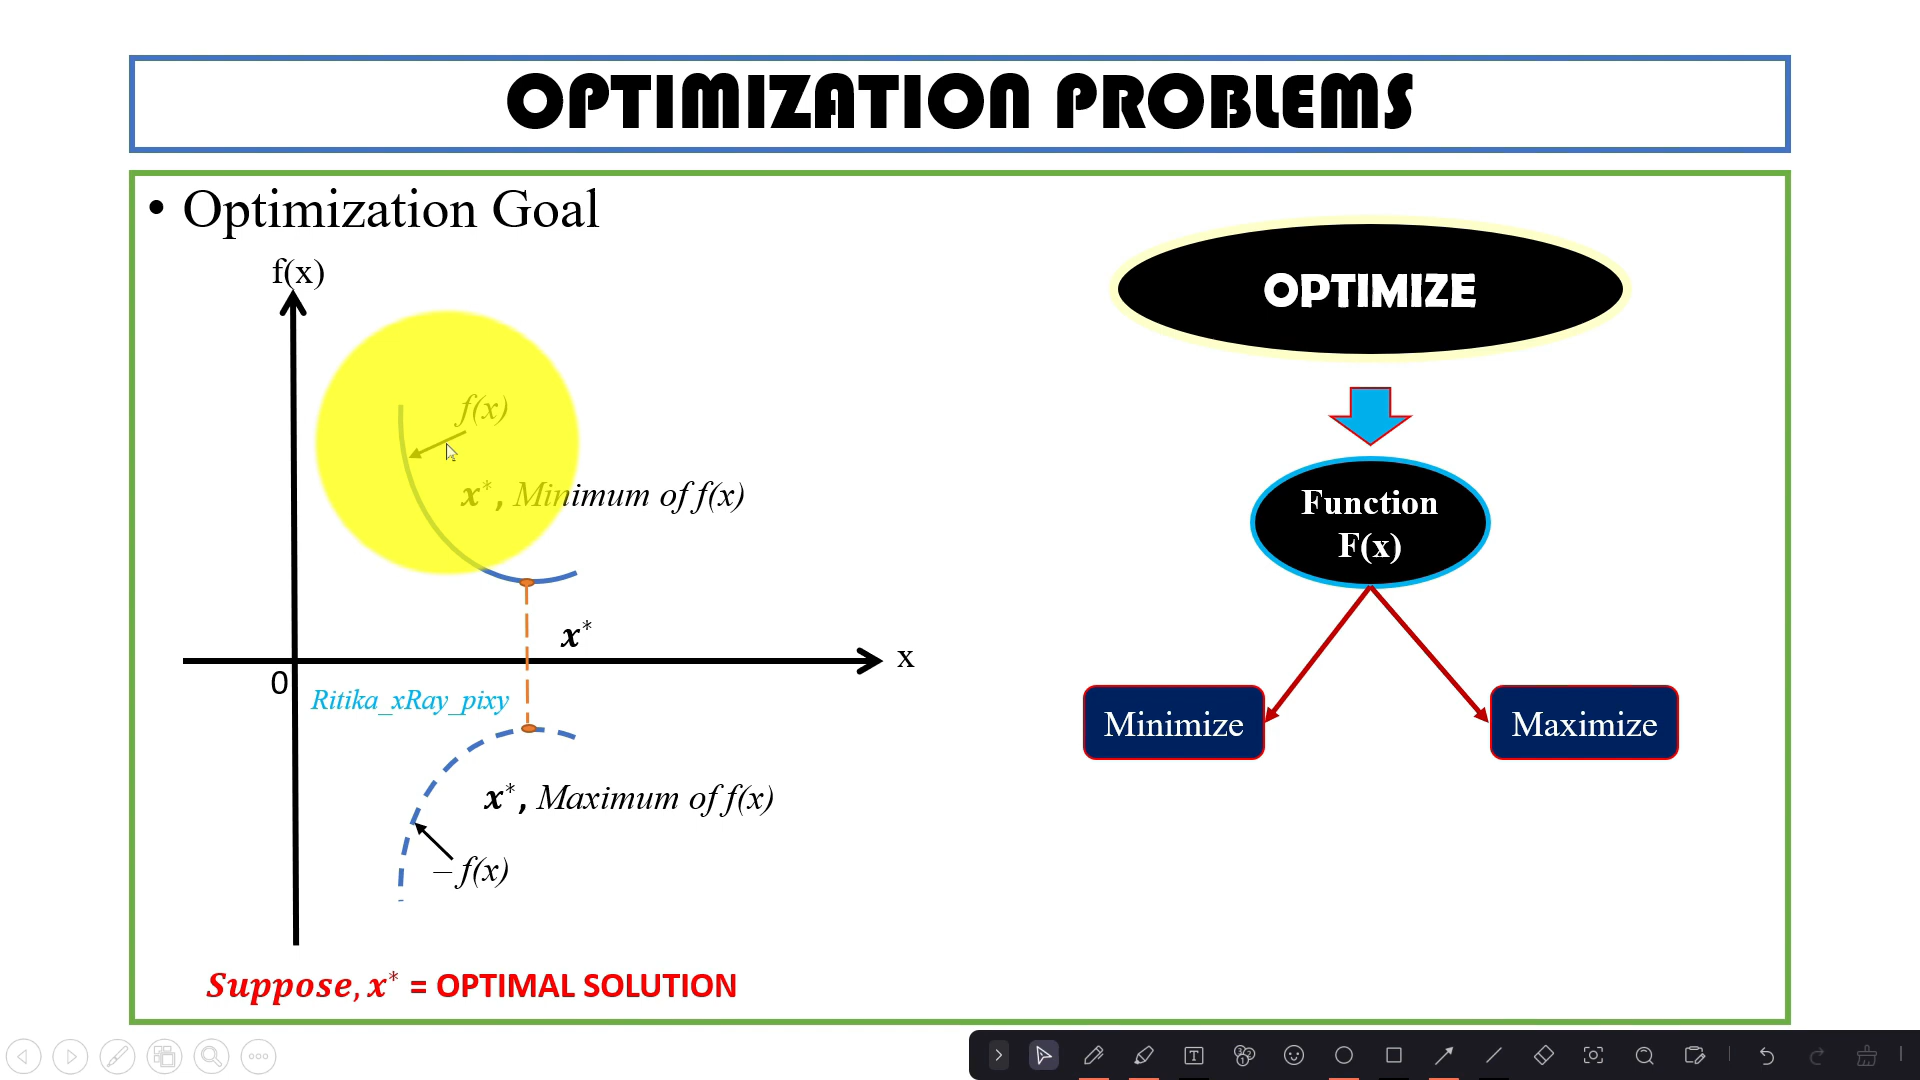 OPTIMIZATION PROBLEMS
• Optimization Goal
f(x)
f(x)
x*, Minimum of f(x)
x*
x
0
Ritika_xRay_pixy
x*, Maximum of f(x)
– f(x)
Suppose, x* = OPTIMAL SOLUTION
OPTIMIZE
Function
F(x)
Minimize
Maximize